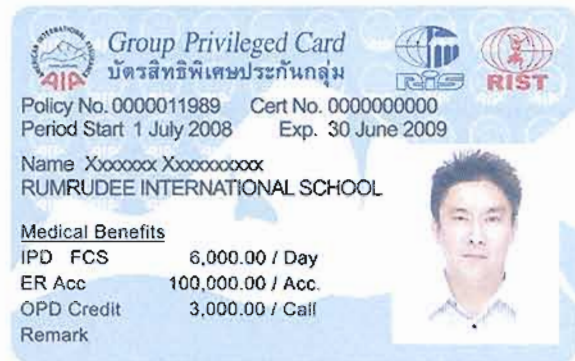 AMERICAN INTERNATIONAL ASSURANCE
AIA
Group Privileged Card
บัตรสิทธิพิเศษประกันกลุ่ม
RIS
RIST
Policy No. 0000011989 Cert No. 0000000000
Period Start 1 July 2008 Exp. 30 June 2009
Name Xxxxxxx Xxxxxxxxxx
RUMRUDEE INTERNATIONAL SCHOOL
Medical Benefits
IPD FCS 6,000.00 / Day
ER Acc 100,000.00 / Acc.
OPD Credit 3,000.00 / Call
Remark